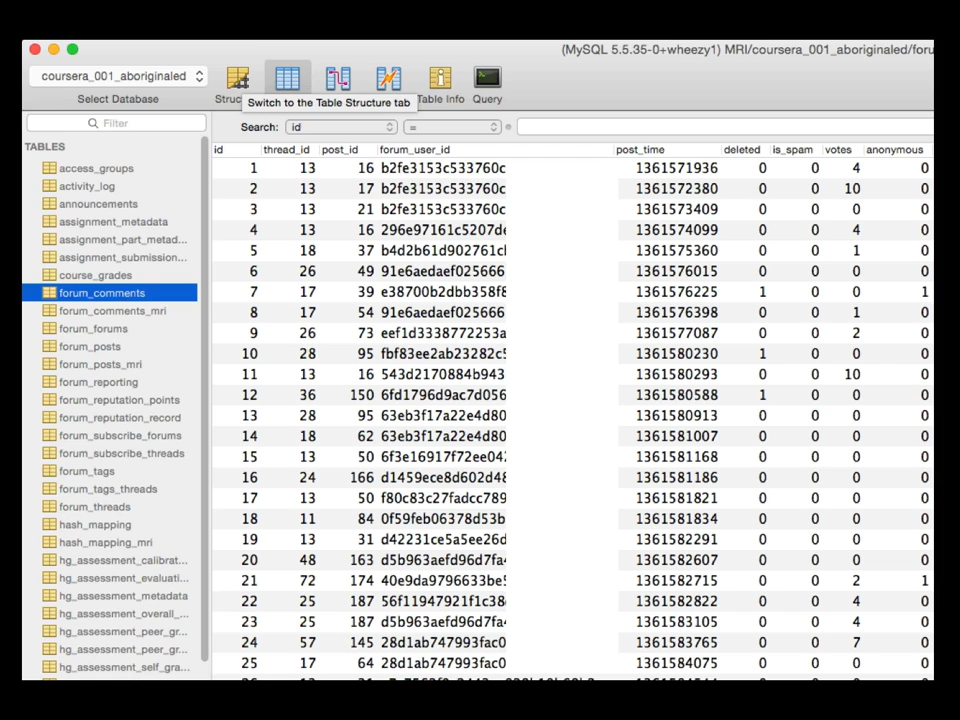 (MySQL 5.5.35-0+wheezy1) MRI/coursera_001_aboriginaled/foru
coursera_001_aboriginaled
Select Database
Struc
Switch to the Table Structure tab
Table Info
Query
Filter
Search: id =
TABLES
access_groups
activity_log
announcements
assignment_metadata
assignment_part_metad...
assignment_submission...
course_grades
forum_comments
forum_comments_mri
forum_forums
forum_posts
forum_posts_mri
forum_reporting
forum_reputation_points
forum_reputation_record
forum_subscribe_forums
forum_subscribe_threads
forum_tags
forum_tags_threads
forum_threads
hash_mapping
hash_mapping_mri
hg_assessment_calibrat...
hg_assessment_evaluati...
hg_assessment_metadata
hg_assessment_overall_...
hg_assessment_peer_gr...
hg_assessment_peer_gr...
hg_assessment_self_gra...
id thread_id post_id forum_user_id post_time deleted is_spam votes anonymous
1 13 16 b2fe3153c533760c 1361571936 0 0 4 0
2 13 17 b2fe3153c533760c 1361572380 0 0 10 0
3 13 21 b2fe3153c533760c 1361573409 0 0 0 0
4 13 16 296e97161c5207de 1361574099 0 0 4 0
5 18 37 b4d2b61d902761cl 1361575360 0 0 1 0
6 26 49 91e6aedaef025666 1361576015 0 0 0 0
7 17 39 e38700b2dbb358f8 1361576225 1 0 0 1
8 17 54 91e6aedaef025666 1361576398 0 0 1 0
9 26 73 eef1d3338772253a 1361577087 0 0 2 0
10 28 95 fbf83ee2ab23282c5 1361580230 1 0 0 0
11 13 16 543d2170884b943 1361580293 0 0 10 0
12 36 150 6fd1796d9ac7d056 1361580588 1 0 0 0
13 28 95 63eb3f17a22e4d80 1361580913 0 0 0 0
14 18 62 63eb3f17a22e4d80 1361581007 0 0 0 0
15 13 50 6f3e16917f72ee04 1361581168 0 0 0 0
16 24 166 d1459ece8d602d48 1361581186 0 0 0 0
17 13 50 f80c83c27fadcc789 1361581821 0 0 0 0
18 11 84 0f59feb06378d53b 1361581834 0 0 0 0
19 13 31 d42231ce5a5ee26d 1361582291 0 0 0 0
20 48 163 d5b963aefd96d7fa 1361582607 0 0 0 0
21 72 174 40e9da9796633be5 1361582715 0 0 2 1
22 25 187 56f11947921f1c38 1361582822 0 0 4 0
23 25 187 d5b963aefd96d7fa 1361583105 0 0 4 0
24 57 145 28d1ab747993fac0 1361583765 0 0 7 0
25 17 64 28d1ab747993fac0 1361584075 0 0 0 0